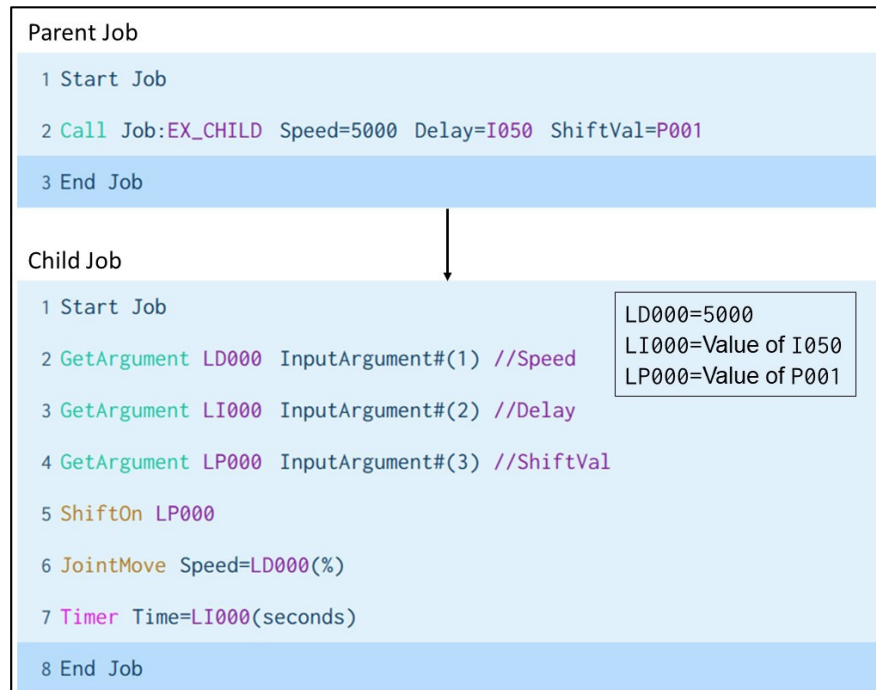 Parent Job
1 Start Job
2 Call Job:EX_CHILD Speed=5000 Delay=I050 ShiftVal=P001
3 End Job
Child Job
1 Start Job
2 GetArgument LD000 InputArgument#(1) //Speed
3 GetArgument LI000 InputArgument#(2) //Delay
4 GetArgument LP000 InputArgument#(3) //ShiftVal
5 ShiftOn LP000
6 JointMove Speed=LD000(%)
7 Timer Time=LI000(seconds)
8 End Job
LD000=5000
LI000=Value of I050
LP000=Value of P001